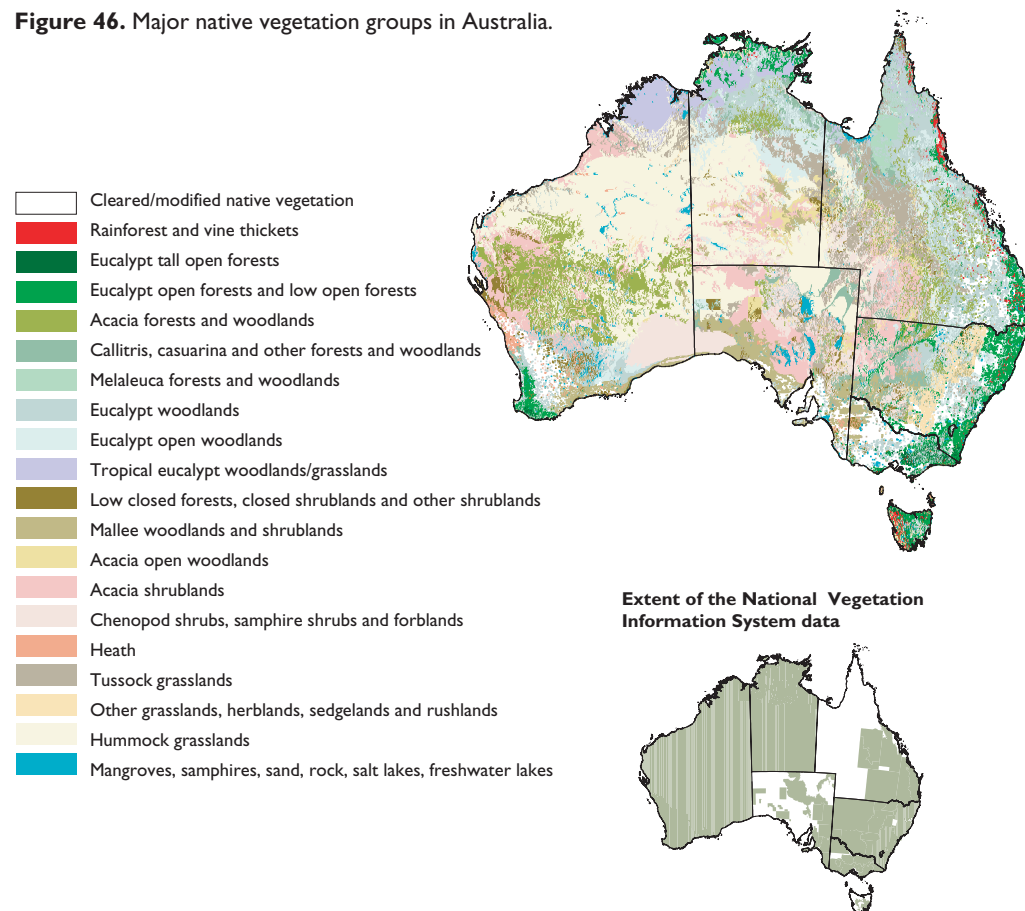 Figure 46. Major native vegetation groups in Australia.
Cleared/modified native vegetation
Rainforest and vine thickets
Eucalypt tall open forests
Eucalypt open forests and low open forests
Acacia forests and woodlands
Callitris, casuarina and other forests and woodlands
Melaleuca forests and woodlands
Eucalypt woodlands
Eucalypt open woodlands
Tropical eucalypt woodlands/grasslands
Low closed forests, closed shrublands and other shrublands
Mallee woodlands and shrublands
Acacia open woodlands
Acacia shrublands
Chenopod shrubs, samphire shrubs and forblands
Heath
Tussock grasslands
Other grasslands, herblands, sedgelands and rushlands
Hummock grasslands
Mangroves, samphires, sand, rock, salt lakes, freshwater lakes
Extent of the National Vegetation
Information System data